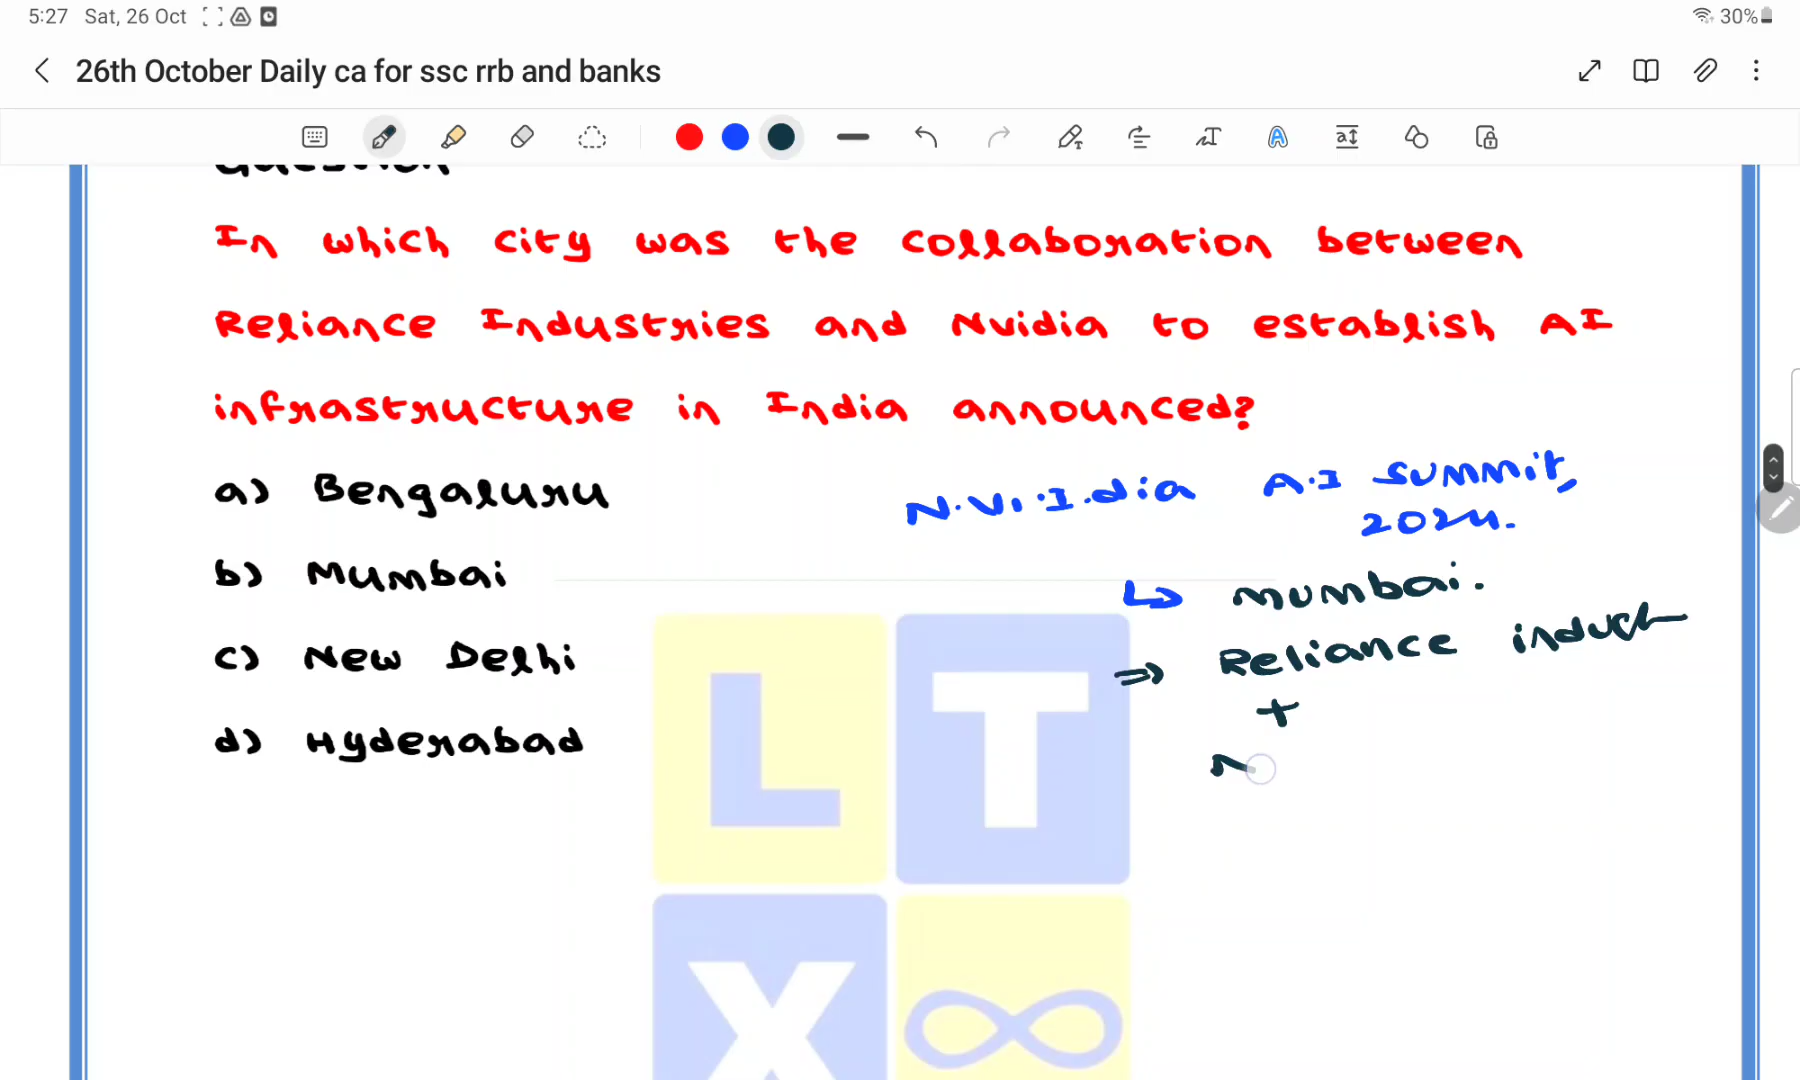 5:27 Sat, 26 Oct 30%
26th October Daily ca for ssc rrb and banks
Question
In which city was the collaboration between
Reliance Industries and Nvidia to establish AI
infrastructure in India announced?
a) Bengaluru
b) Mumbai
c) New Delhi
d) Hyderabad
N.V.I.dia A.I summit,
2024.
↳ mumbai.
⇒ Reliance
+
L T
X ∞